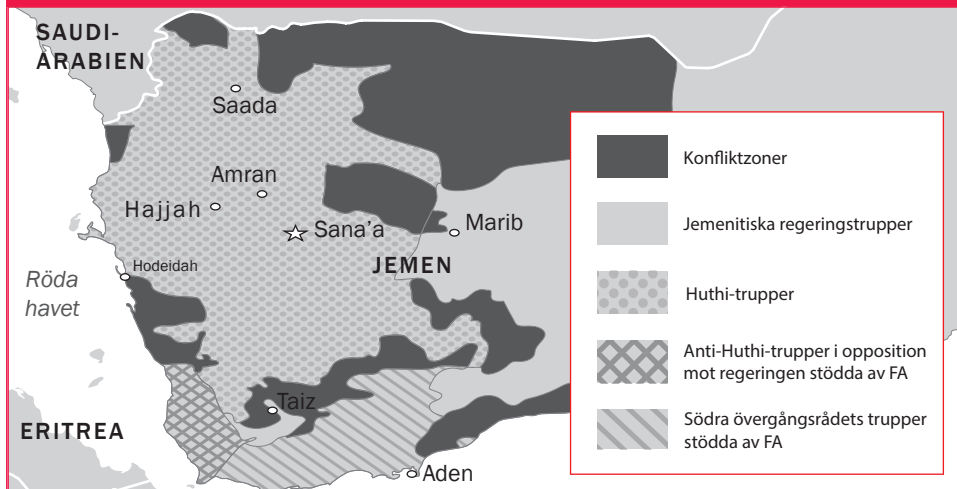 SAUDI-
ARABIEN
Saada
Amran
Hajjah
Sana’a
Marib
JEMEN
Hodeidah
Röda
havet
Taiz
ERITREA
Aden
Konfliktzoner
Jemenitiska regeringstrupper
Huthi-trupper
Anti-Huthi-trupper i opposition
mot regeringen stödda av FA
Södra övergångsrådets trupper
stödda av FA